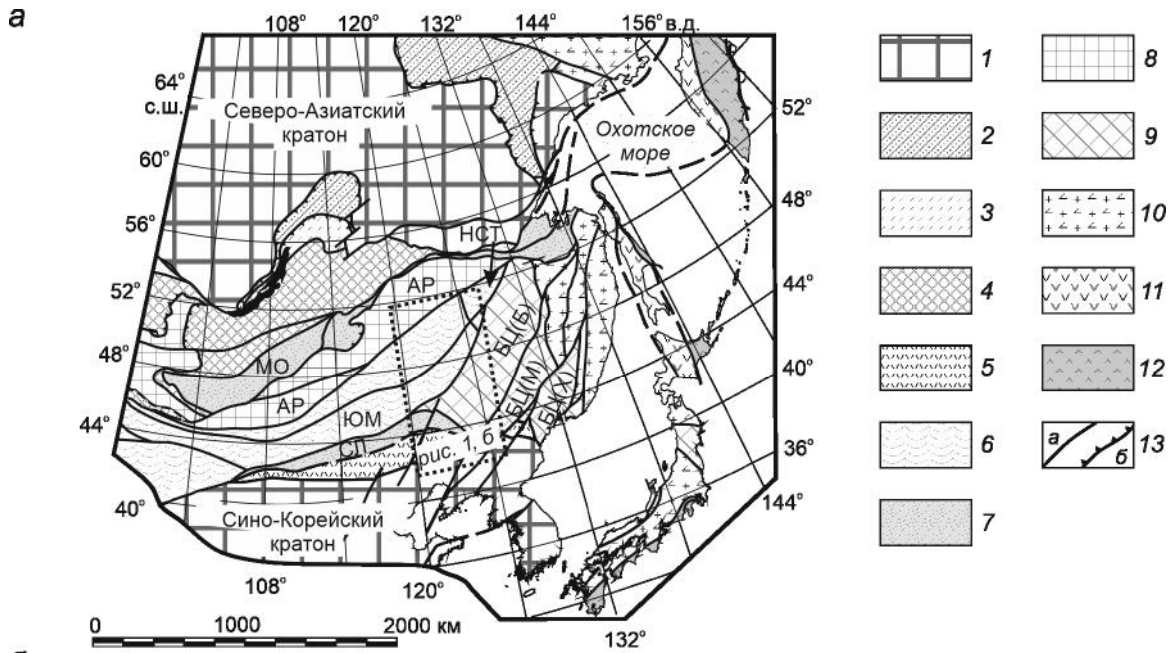 а
108°
120°
132°
144°
156° в.д.
64°
с.ш.
60°
56°
52°
48°
44°
40°
Северо-Азиатский
кратон
Охотское
море
НСТ
АР
МО
АР
ЮМ
СЛ
БЦ(Б)
БЦ(М)
БЦ(Х)
рис. 1, б
Сино-Корейский
кратон
52°
48°
44°
40°
36°
144°
108°
120°
132°
0 1000 2000 км
1
2
3
4
5
6
7
8
9
10
11
12
а
б
13